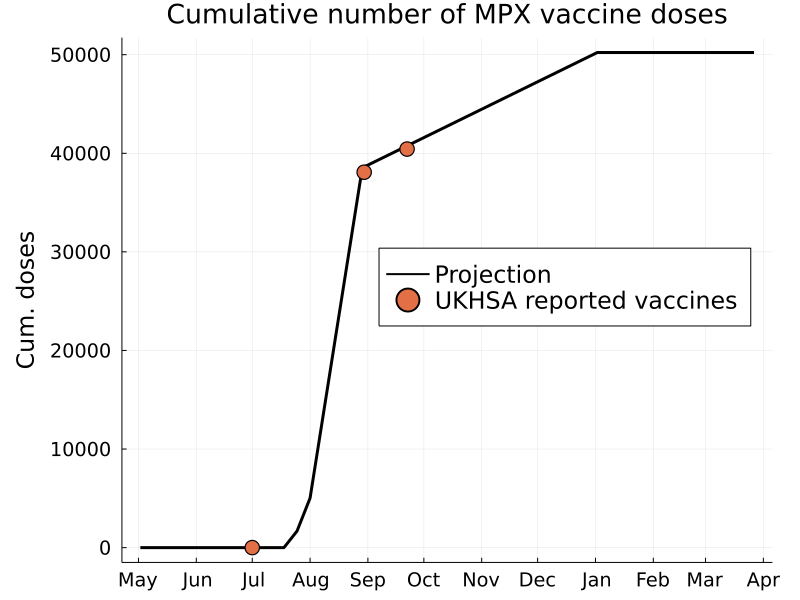 Cumulative number of MPX vaccine doses
50000
40000
30000
20000
10000
0
Cum. doses
Projection
UKHSA reported vaccines
May Jun Jul Aug Sep Oct Nov Dec Jan Feb Mar Apr